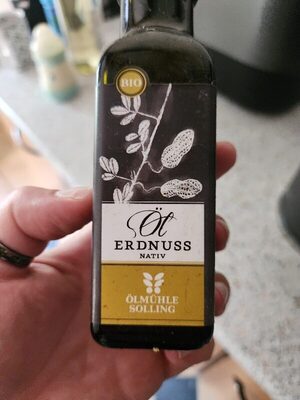 BIO
Öl
ERDNUSS
NATIV
ÖLMÜHLE
SOLLING